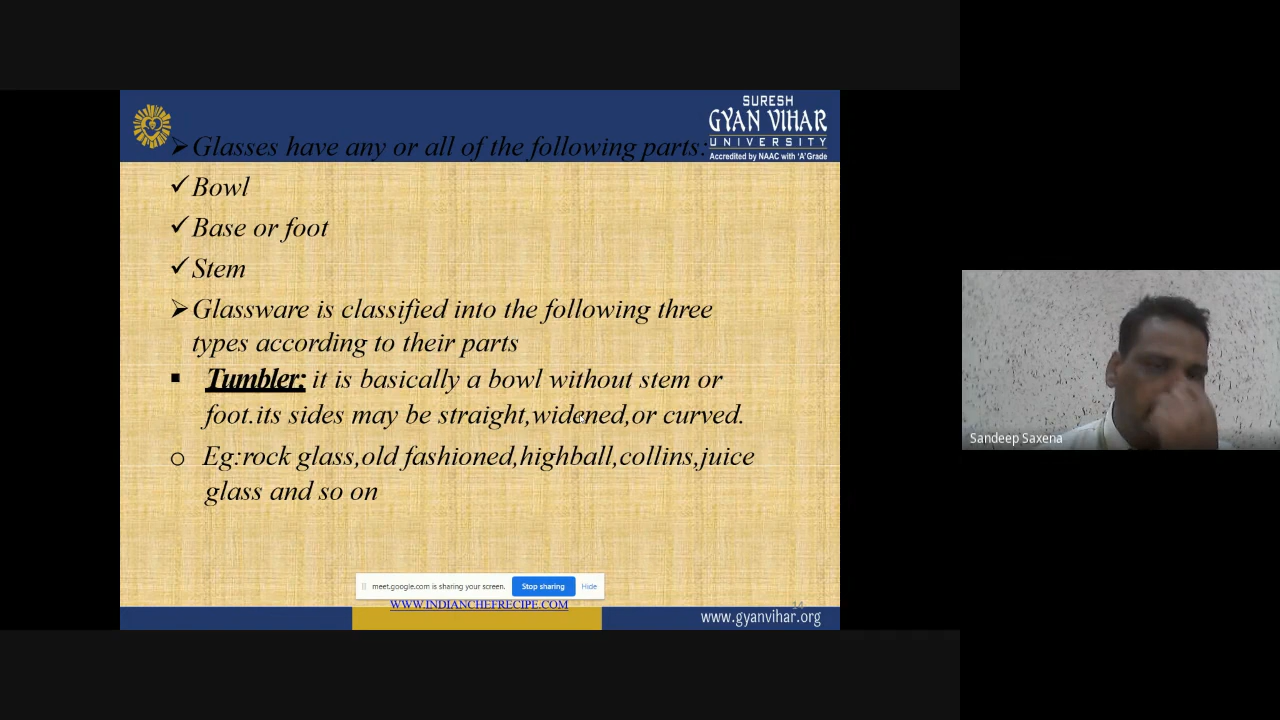 SURESH
GYAN VIHAR
UNIVERSITY
Accredited by NAAC with 'A' Grade
➢ Glasses have any or all of the following parts:
✓ Bowl
✓ Base or foot
✓ Stem
➢ Glassware is classified into the following three
types according to their parts
▪ Tumbler: it is basically a bowl without stem or
foot.its sides may be straight,widened,or curved.
o Eg:rock glass,old fashioned,highball,collins,juice
glass and so on
meet.google.com is sharing your screen. Stop sharing Hide
WWW.INDIANCHEFRECIPE.COM
14
www.gyanvihar.org
Sandeep Saxena